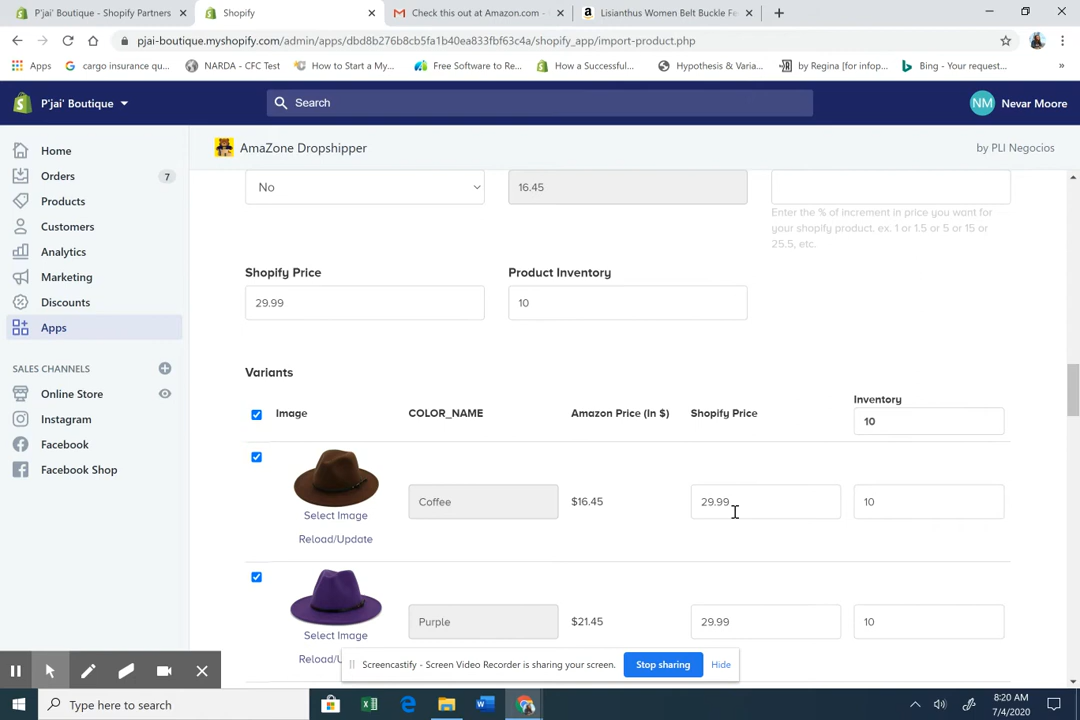 P'jai' Boutique - Shopify Partners
Shopify
Check this out at Amazon.com -
Lisianthus Women Belt Buckle Fe
pjai-boutique.myshopify.com/admin/apps/dbd8b276b8cb5fa1b40ea833fbf63c4a/shopify_app/import-product.php
Apps
cargo insurance qu...
NARDA - CFC Test
How to Start a My...
Free Software to Re...
How a Successful...
Hypothesis & Varia...
by Regina [for infop...
Bing - Your request...
P'jai' Boutique
Search
NM
Nevar Moore
Home
AmaZone Dropshipper
by PLI Negocios
Orders
7
Products
Customers
Analytics
Marketing
Discounts
Apps
SALES CHANNELS
Online Store
Instagram
Facebook
Facebook Shop
No
16.45
Enter the % of increment in price you want for
your shopify product. ex. 1 or 1.5 or 5 or 15 or
25.5, etc.
Shopify Price
Product Inventory
29.99
10
Variants
Image
COLOR_NAME
Amazon Price (In $)
Shopify Price
Inventory
10
Coffee
$16.45
29.99
10
Select Image
Reload/Update
Purple
$21.45
29.99
10
Select Image
Screencastify - Screen Video Recorder is sharing your screen.
Stop sharing
Hide
Type here to search
8:20 AM
7/4/2020